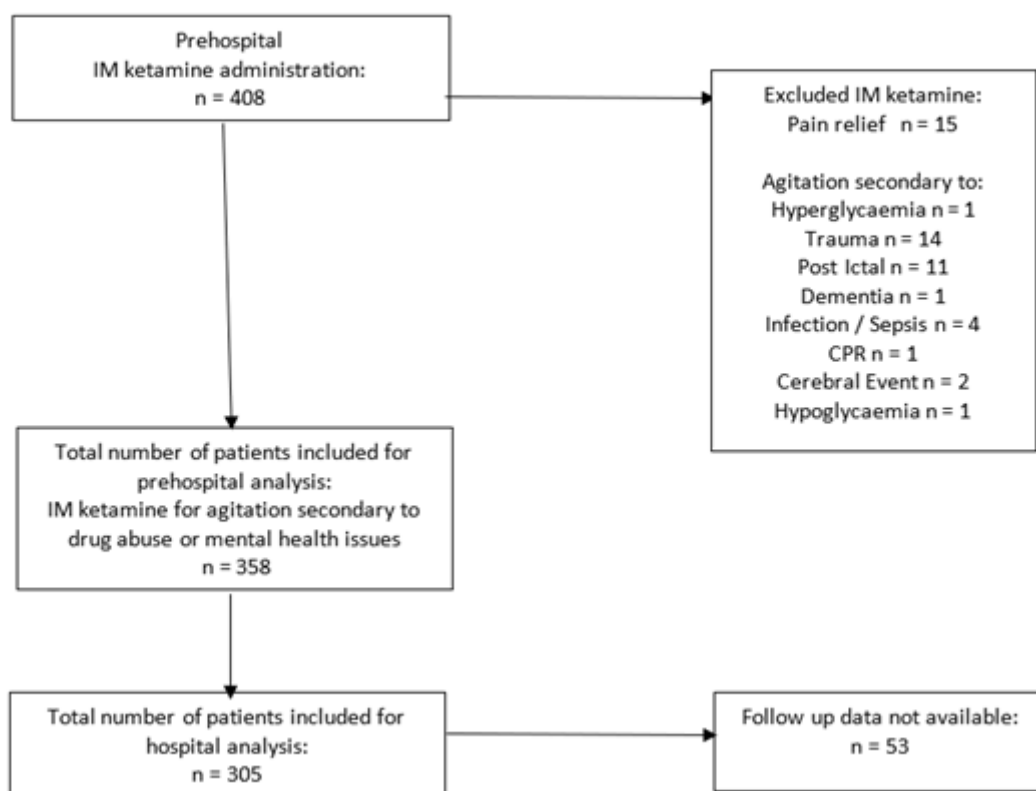 Prehospital
IM ketamine administration:
n = 408
Excluded IM ketamine:
Pain relief n = 15
Agitation secondary to:
Hyperglycaemia n = 1
Trauma n = 14
Post Ictal n = 11
Dementia n = 1
Infection / Sepsis n = 4
CPR n = 1
Cerebral Event n = 2
Hypoglycaemia n = 1
Total number of patients included for
prehospital analysis:
IM ketamine for agitation secondary to
drug abuse or mental health issues
n = 358
Total number of patients included for
hospital analysis:
n = 305
Follow up data not available:
n = 53